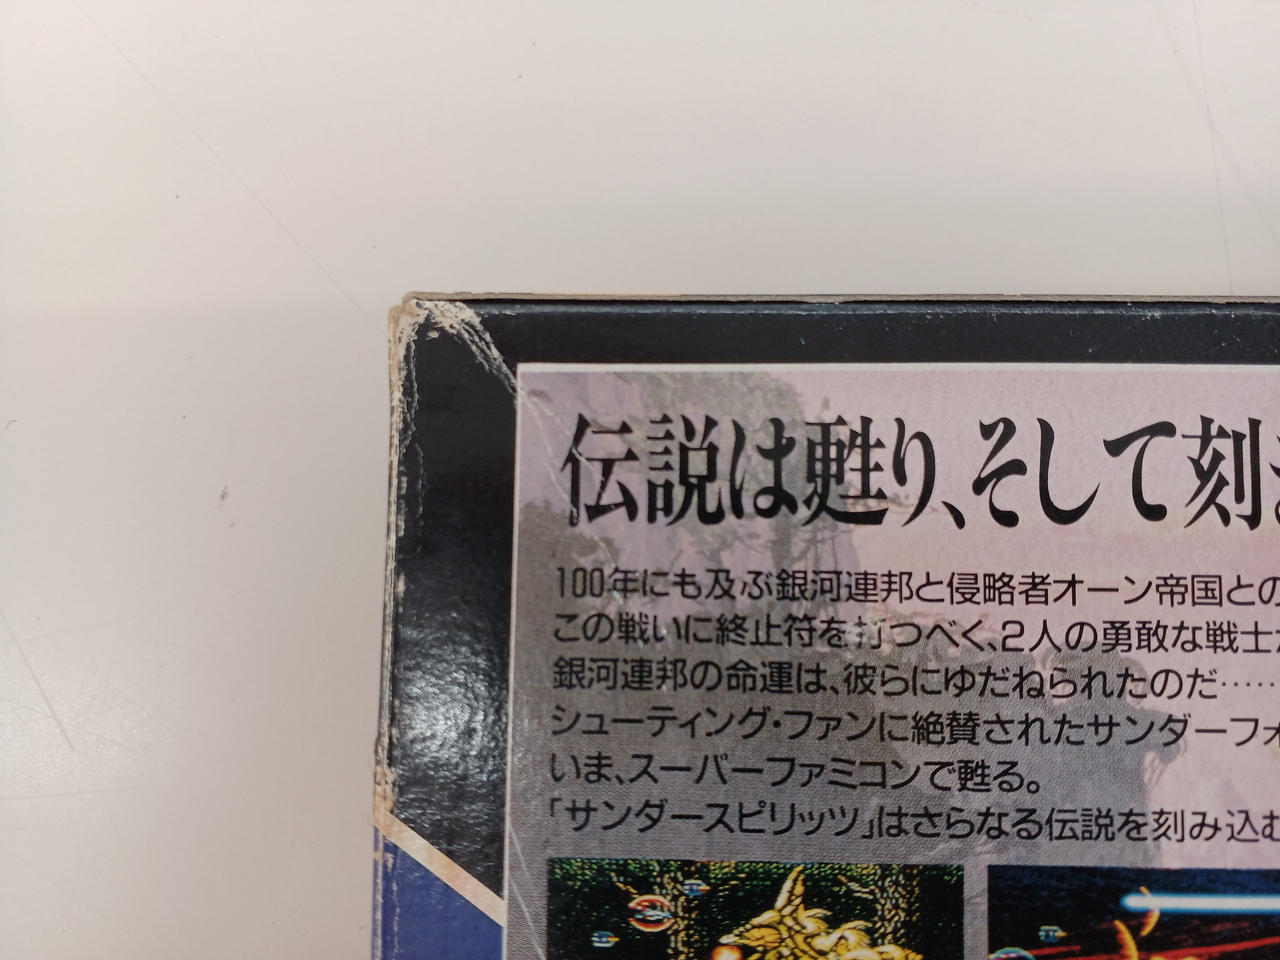 伝説は甦り、そして刻
100年にも及ぶ銀河連邦と侵略者オーン帝国との
この戦いに終止符を打つべく、2人の勇敢な戦士
銀河連邦の命運は、彼らにゆだねられたのだ……
シューティング・ファンに絶賛されたサンダーフォ
いま、スーパーファミコンで甦る。
「サンダースピリッツ」はさらなる伝説を刻み込む